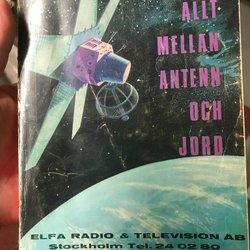 ALLT
MELLAN
ANTENN
OCH
JORD
ELFA RADIO & TELEVISION AB
Stockholm Tel. 24 02 80